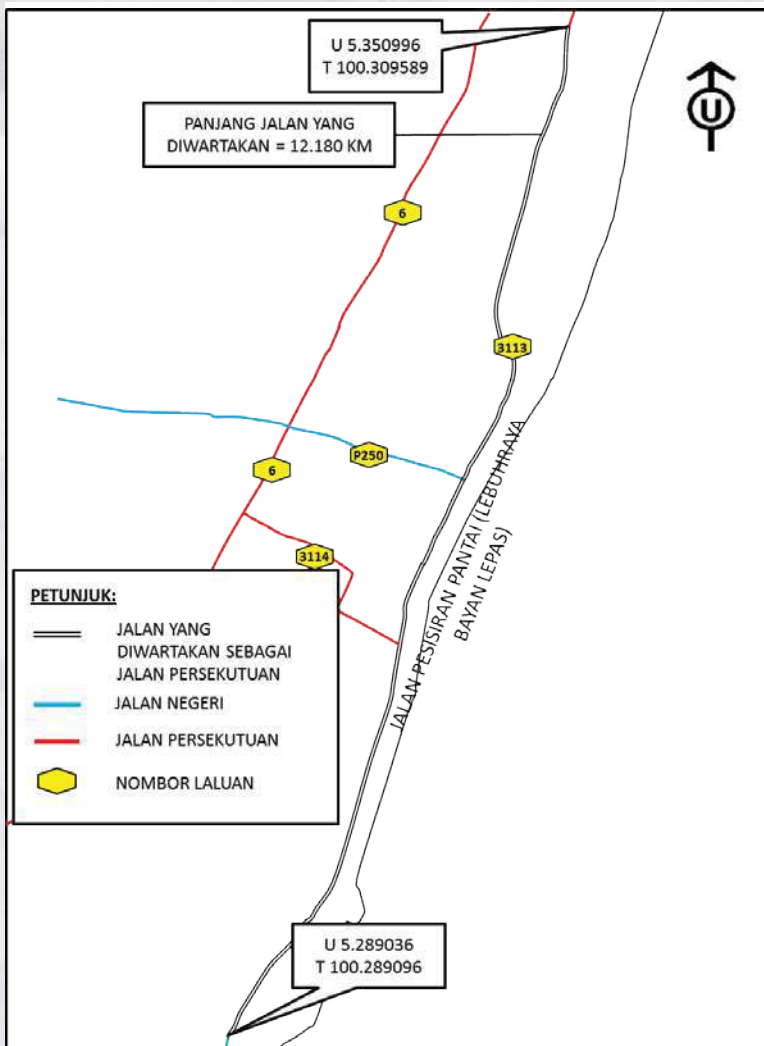 U 5.350996
T 100.309589
U
PANJANG JALAN YANG
DIWARTAKAN = 12.180 KM
6
3113
P250
6
3114
JALAN PESISIRAN PANTAI (LEBUHRAYA
BAYAN LEPAS)
PETUNJUK:
JALAN YANG
DIWARTAKAN SEBAGAI
JALAN PERSEKUTUAN
JALAN NEGERI
JALAN PERSEKUTUAN
NOMBOR LALUAN
U 5.289036
T 100.289096